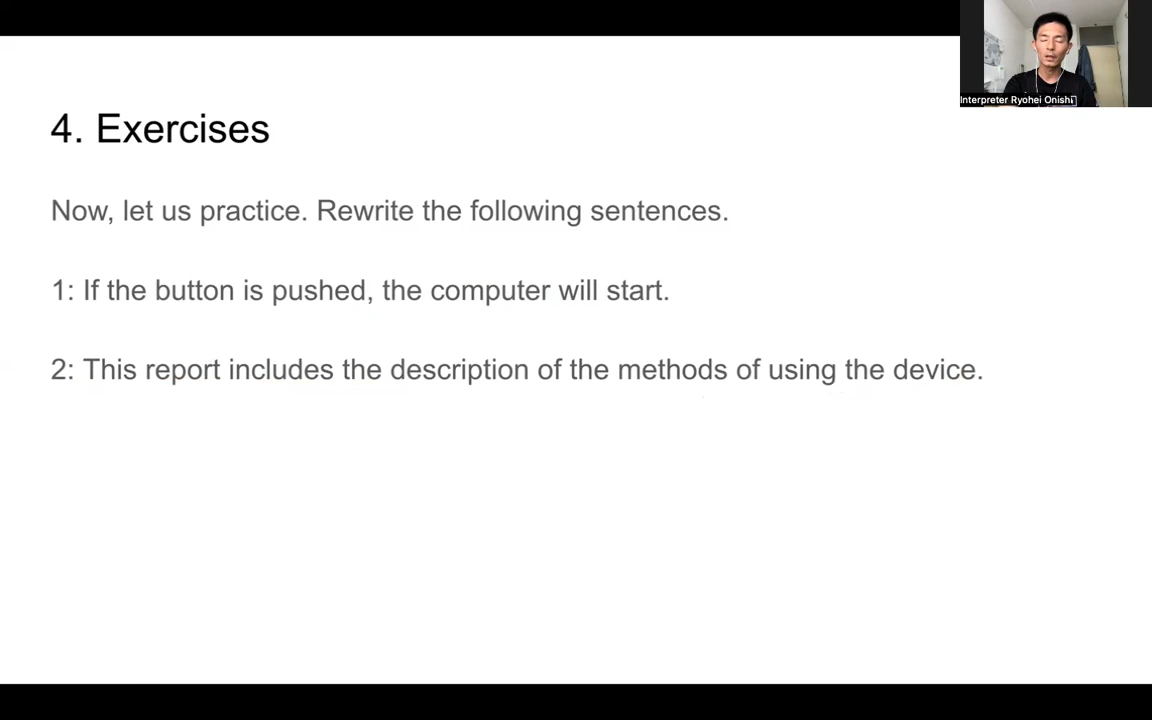 4. Exercises
Now, let us practice. Rewrite the following sentences.
1: If the button is pushed, the computer will start.
2: This report includes the description of the methods of using the device.
Interpreter Ryohei Onishi